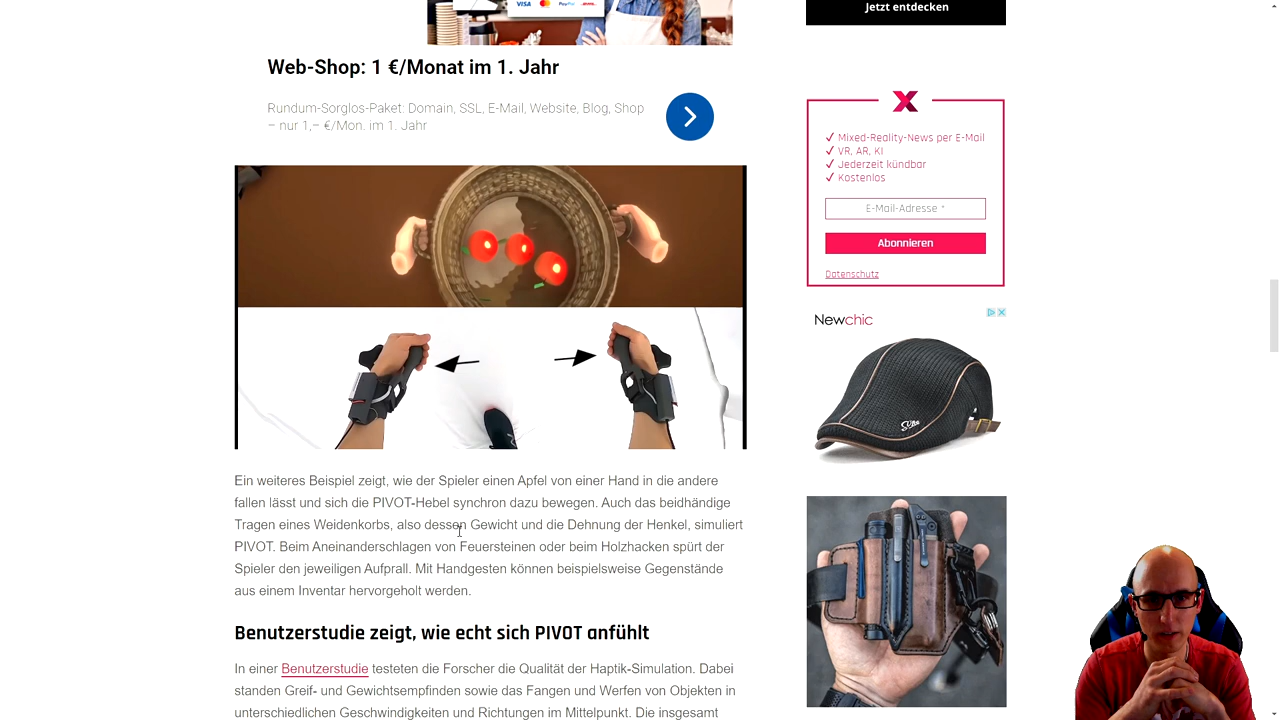 VISA
PayPal
Jetzt entdecken
Web-Shop: 1 €/Monat im 1. Jahr
Rundum-Sorglos-Paket: Domain, SSL, E-Mail, Website, Blog, Shop
– nur 1,– €/Mon. im 1. Jahr
X
✓ Mixed-Reality-News per E-Mail
✓ VR, AR, KI
✓ Jederzeit kündbar
✓ Kostenlos
E-Mail-Adresse *
Abonnieren
Datenschutz
Newchic
Ein weiteres Beispiel zeigt, wie der Spieler einen Apfel von einer Hand in die andere
fallen lässt und sich die PIVOT-Hebel synchron dazu bewegen. Auch das beidhändige
Tragen eines Weidenkorbs, also dessen Gewicht und die Dehnung der Henkel, simuliert
PIVOT. Beim Aneinanderschlagen von Feuersteinen oder beim Holzhacken spürt der
Spieler den jeweiligen Aufprall. Mit Handgesten können beispielsweise Gegenstände
aus einem Inventar hervorgeholt werden.
Benutzerstudie zeigt, wie echt sich PIVOT anfühlt
In einer Benutzerstudie testeten die Forscher die Qualität der Haptik-Simulation. Dabei
standen Greif- und Gewichtsempfinden sowie das Fangen und Werfen von Objekten in
unterschiedlichen Geschwindigkeiten und Richtungen im Mittelpunkt. Die insgesamt